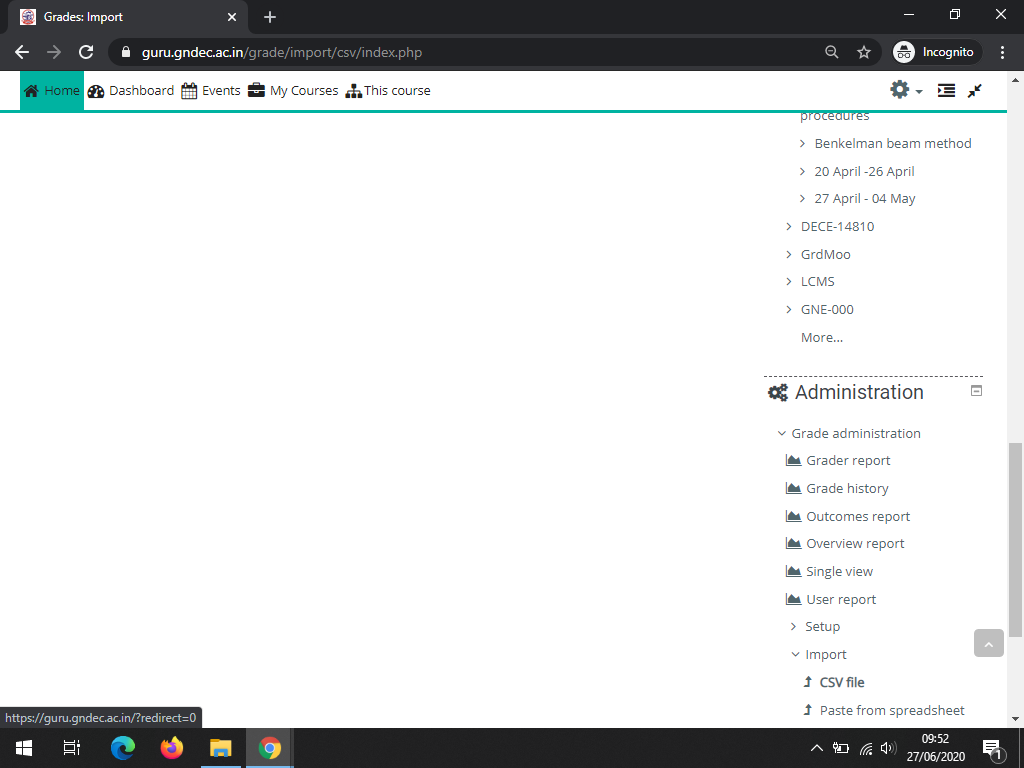 Grades: Import
guru.gndec.ac.in/grade/import/csv/index.php
Incognito
Home Dashboard Events My Courses This course
procedures
Benkelman beam method
20 April -26 April
27 April - 04 May
DECE-14810
GrdMoo
LCMS
GNE-000
More...
Administration
Grade administration
Grader report
Grade history
Outcomes report
Overview report
Single view
User report
Setup
Import
CSV file
Paste from spreadsheet
https://guru.gndec.ac.in/?redirect=0
09:52
27/06/2020
1